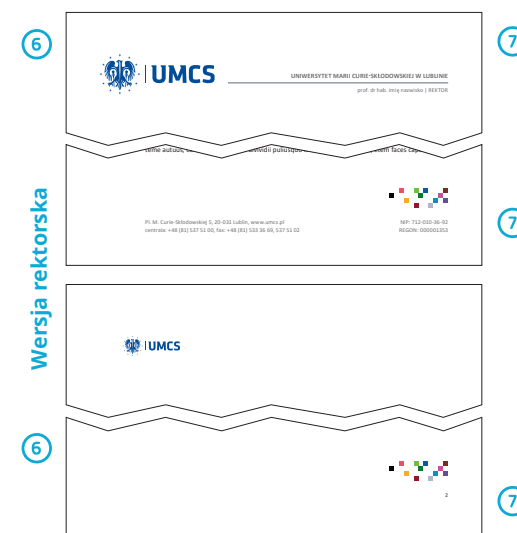 6
7
UMCS
UNIWERSYTET MARII CURIE-SKŁODOWSKIEJ W LUBLINIE
prof. dr hab. imię nazwisko | REKTOR
Wersja rektorska
7
Pl. M. Curie-Skłodowskiej 5, 20-031 Lublin, www.umcs.pl
NIP: 712-010-36-92
centrala: +48 (81) 537 51 00, fax: +48 (81) 533 36 69, 537 51 02
REGON: 000001353
UMCS
6
2
7